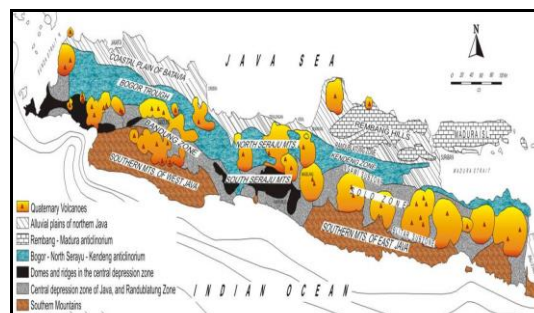 N
JAVA SEA
COASTAL PLAIN OF BATAVIA
BOGOR TROUGH
BANDUNG ZONE
REMBANG HILLS
MADURA ISL.
MADURA STRAIT
NORTH SERAJU MTS.
KENDENG ZONE
SOUTH SERAJU MTS.
SOLO ZONE
SOUTHERN MTS. OF WEST JAVA
SOUTHERN MTS. OF EAST JAVA
INDIAN OCEAN
Quaternary Volcanoes
Alluvial plains of northern Java
Rembang - Madura anticlinorium
Bogor - North Serayu - Kendeng anticlinorium
Domes and ridges in the central depression zone
Central depression zone of Java, and Randublatung Zone
Southern Mountains